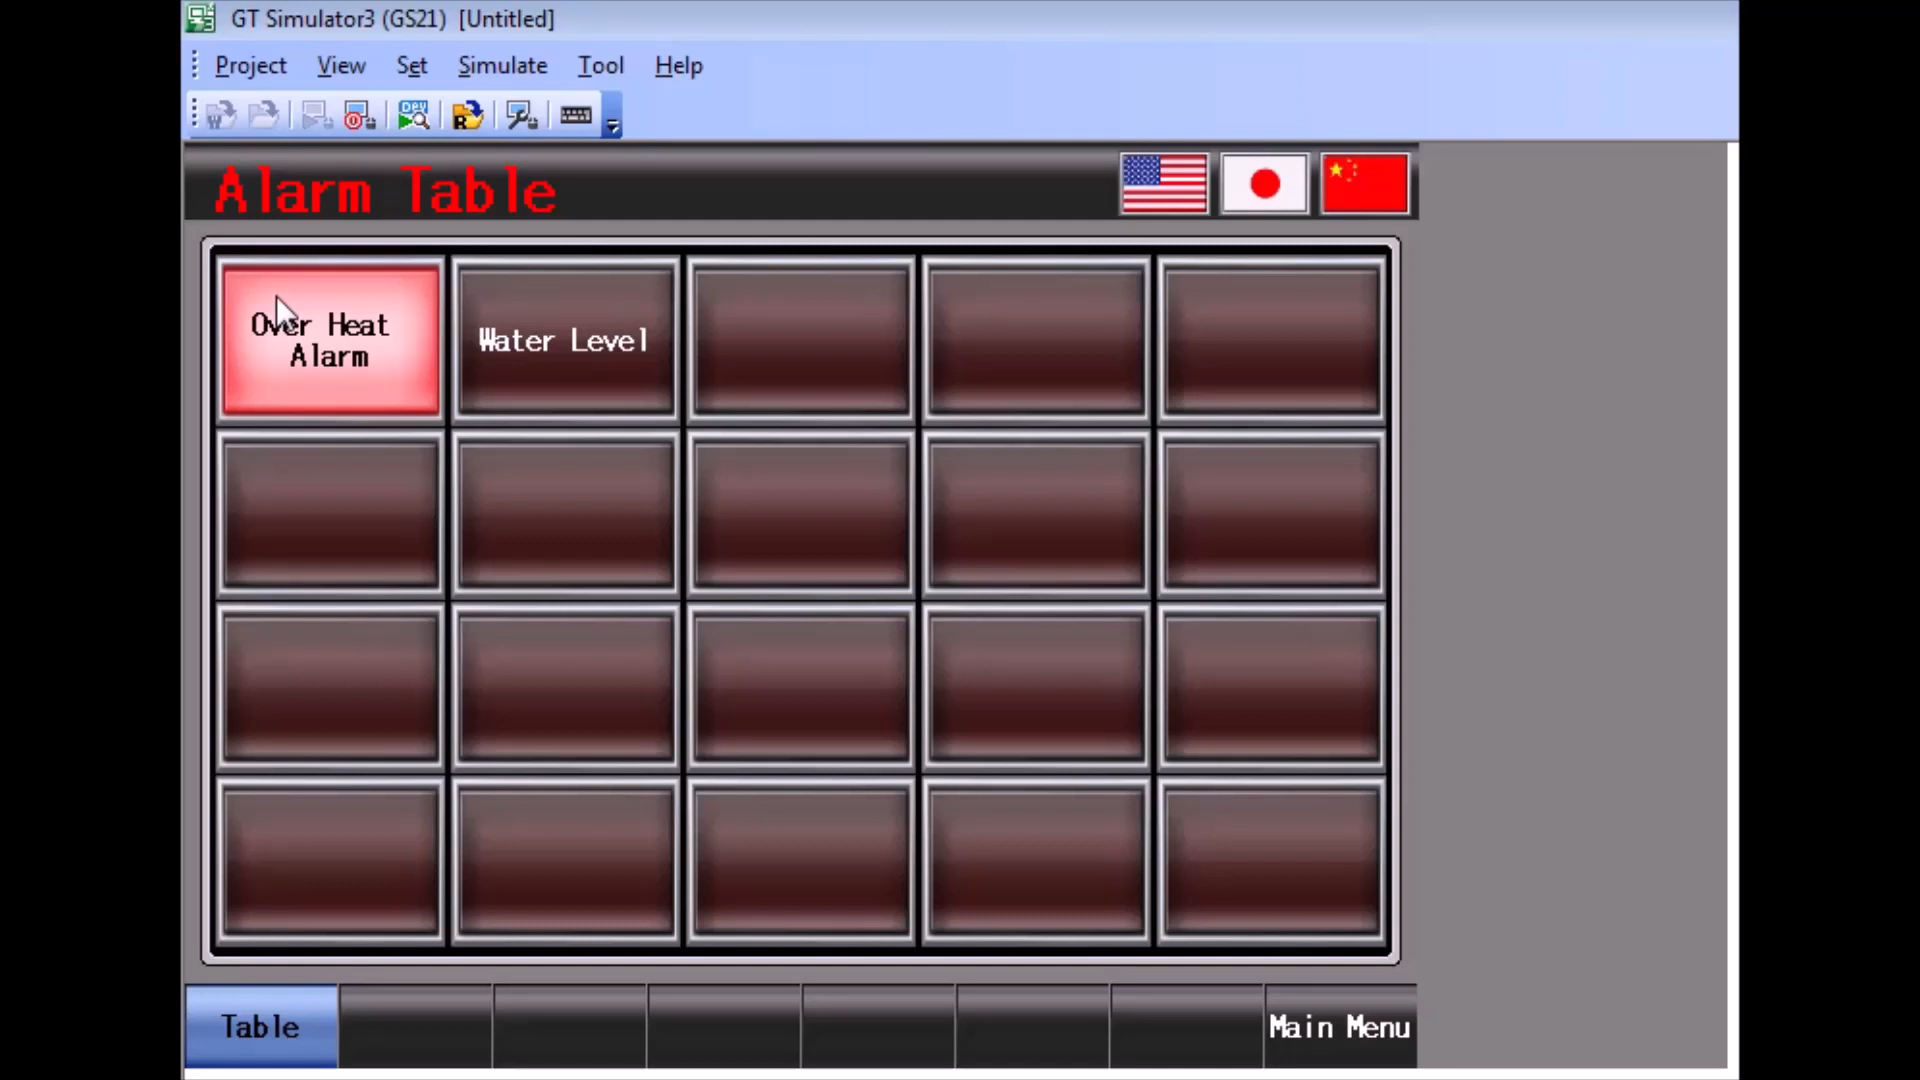 GT Simulator3 (GS21) [Untitled]
Project View Set Simulate Tool Help
Alarm Table
Over Heat
Alarm
Water Level
Table
Main Menu